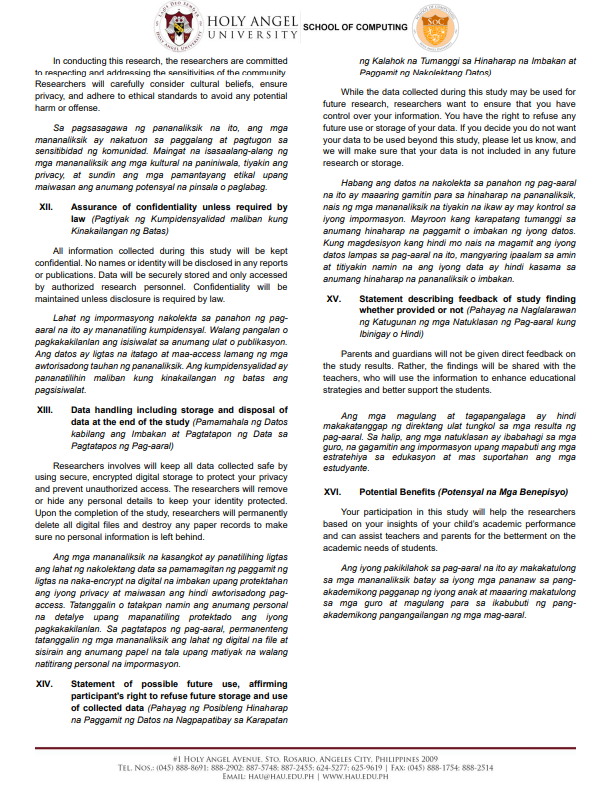 HOLY ANGEL
UNIVERSITY
SCHOOL OF COMPUTING
SOC
In conducting this research, the researchers are committed
to respecting and addressing the sensitivities of the community.
Researchers will carefully consider cultural beliefs, ensure
privacy, and adhere to ethical standards to avoid any potential
harm or offense.
Sa pagsasagawa ng pananaliksik na ito, ang mga
mananaliksik ay nakatuon sa paggalang at pagtugon sa
sensitibidad ng komunidad. Maingat na isasaalang-alang ng
mga mananaliksik ang mga kultural na paniniwala, tiyakin ang
privacy, at sundin ang mga pamantayang etikal upang
maiwasan ang anumang potensyal na pinsala o paglabag.
XII. Assurance of confidentiality unless required by
law (Pagtiyak ng Kumpidensyalidad maliban kung
Kinakailangan ng Batas)
All information collected during this study will be kept
confidential. No names or identity will be disclosed in any reports
or publications. Data will be securely stored and only accessed
by authorized research personnel. Confidentiality will be
maintained unless disclosure is required by law.
Lahat ng impormasyong nakolekta sa panahon ng pag-
aaral na ito ay mananatiling kumpidensyal. Walang pangalan o
pagkakakilanlan ang isisiwalat sa anumang ulat o publikasyon.
Ang datos ay ligtas na itatago at maa-access lamang ng mga
awtorisadong tauhan ng pananaliksik. Ang kumpidensyalidad ay
pananatilihin maliban kung kinakailangan ng batas ang
pagsisiwalat.
XIII. Data handling including storage and disposal of
data at the end of the study (Pamamahala ng Datos
kabilang ang Imbakan at Pagtatapon ng Data sa
Pagtatapos ng Pag-aaral)
Researchers involves will keep all data collected safe by
using secure, encrypted digital storage to protect your privacy
and prevent unauthorized access. The researchers will remove
or hide any personal details to keep your identity protected.
Upon the completion of the study, researchers will permanently
delete all digital files and destroy any paper records to make
sure no personal information is left behind.
Ang mga mananaliksik na kasangkot ay panatilihing ligtas
ang lahat ng nakolektang data sa pamamagitan ng paggamit ng
ligtas na naka-encrypt na digital na imbakan upang protektahan
ang iyong privacy at maiwasan ang hindi awtorisadong pag-
access. Tatanggalin o tatakpan namin ang anumang personal
na detalye upang mapanatiling protektado ang iyong
pagkakakilanlan. Sa pagtatapos ng pag-aaral, permanenteng
tatanggalin ng mga mananaliksik ang lahat ng digital na file at
sisirain ang anumang papel na tala upang matiyak na walang
natitirang personal na impormasyon.
XIV. Statement of possible future use, affirming
participant's right to refuse future storage and use
of collected data (Pahayag ng Posibleng Hinaharap
na Paggamit ng Datos na Nagpapatibay sa Karapatan
ng Kalahok na Tumanggi sa Hinaharap na Imbakan at
Paggamit ng Nakolektang Datos)
While the data collected during this study may be used for
future research, researchers want to ensure that you have
control over your information. You have the right to refuse any
future use or storage of your data. If you decide you do not want
your data to be used beyond this study, please let us know, and
we will make sure that your data is not included in any future
research or storage.
Habang ang datos na nakolekta sa panahon ng pag-aaral
na ito ay maaaring gamitin para sa hinaharap na pananaliksik,
nais ng mga mananaliksik na tiyakin na ikaw ay may kontrol sa
iyong impormasyon. Mayroon kang karapatang tumanggi sa
anumang hinaharap na paggamit o imbakan ng iyong datos.
Kung magdesisyon kang hindi mo nais na magamit ang iyong
datos lampas sa pag-aaral na ito, mangyaring ipaalam sa amin
at titiyakin namin na ang iyong data ay hindi kasama sa
anumang hinaharap na pananaliksik o imbakan.
XV. Statement describing feedback of study finding
whether provided or not (Pahayag na Naglalarawan
ng Katugunan ng mga Natuklasan ng Pag-aaral kung
Ibinigay o Hindi)
Parents and guardians will not be given direct feedback on
the study results. Rather, the findings will be shared with the
teachers, who will use the information to enhance educational
strategies and better support the students.
Ang mga magulang at tagapangalaga ay hindi
makakatanggap ng direktang ulat tungkol sa mga resulta ng
pag-aaral. Sa halip, ang mga natuklasan ay ibabahagi sa mga
guro, na gagamitin ang impormasyon upang mapabuti ang mga
estratehiya sa edukasyon at mas suportahan ang mga
estudyante.
XVI. Potential Benefits (Potensyal na Mga Benepisyo)
Your participation in this study will help the researchers
based on your insights of your child's academic performance
and can assist teachers and parents for the betterment on the
academic needs of students.
Ang iyong pakikilahok sa pag-aaral na ito ay makakatulong
sa mga mananaliksik batay sa iyong mga pananaw sa pang-
akademikong pagganap ng iyong anak at maaaring makatulong
sa mga guro at magulang para sa ikabubuti ng pang-
akademikong pangangailangan ng mga mag-aaral.
#1 Holy Angel Avenue, Sto. Rosario, Angeles City, Philippines 2009
Tel. Nos.: (045) 888-8691; 888-2902; 887-5748; 887-2455; 624-5277; 625-9619 | Fax: (045) 888-1754; 888-2514
Email: hau@hau.edu.ph | www.hau.edu.ph